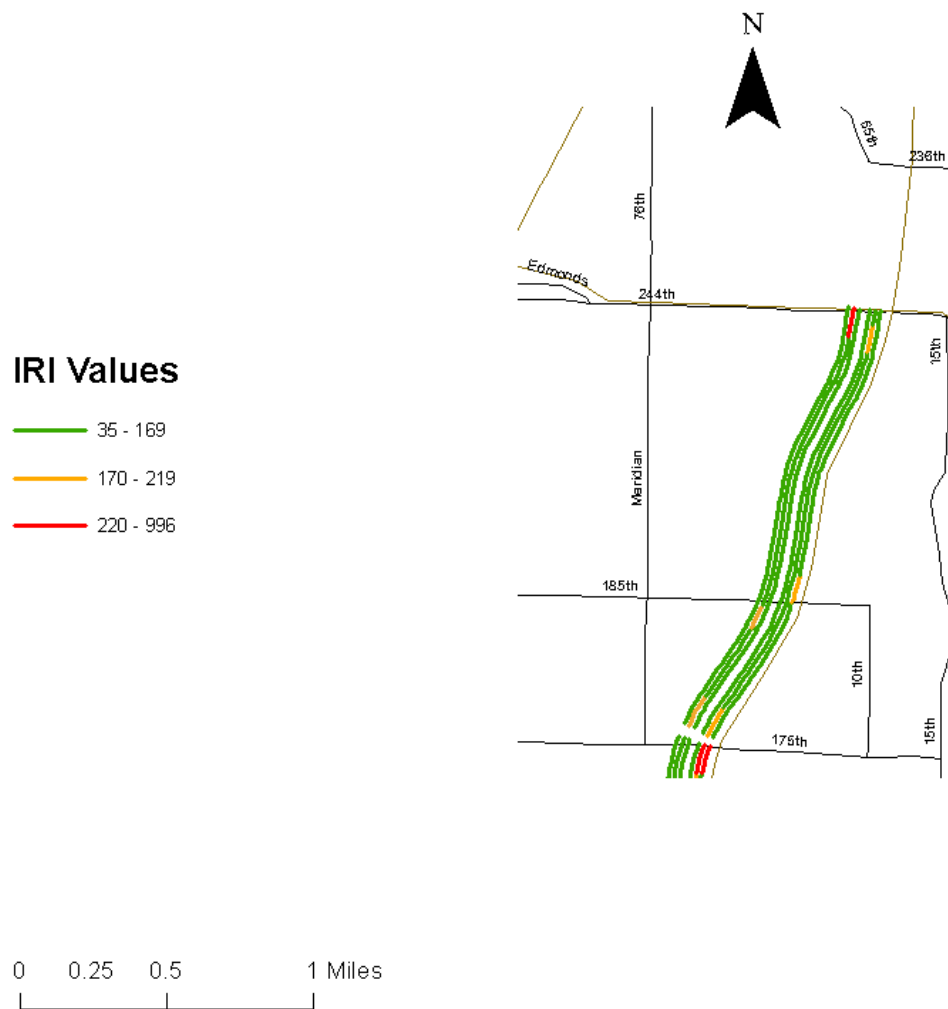 N
65th
236th
76th
Edmonds
244th
15th
IRI Values
35 - 169
170 - 219
220 - 996
Meridian
185th
10th
15th
175th
0 0.25 0.5 1 Miles